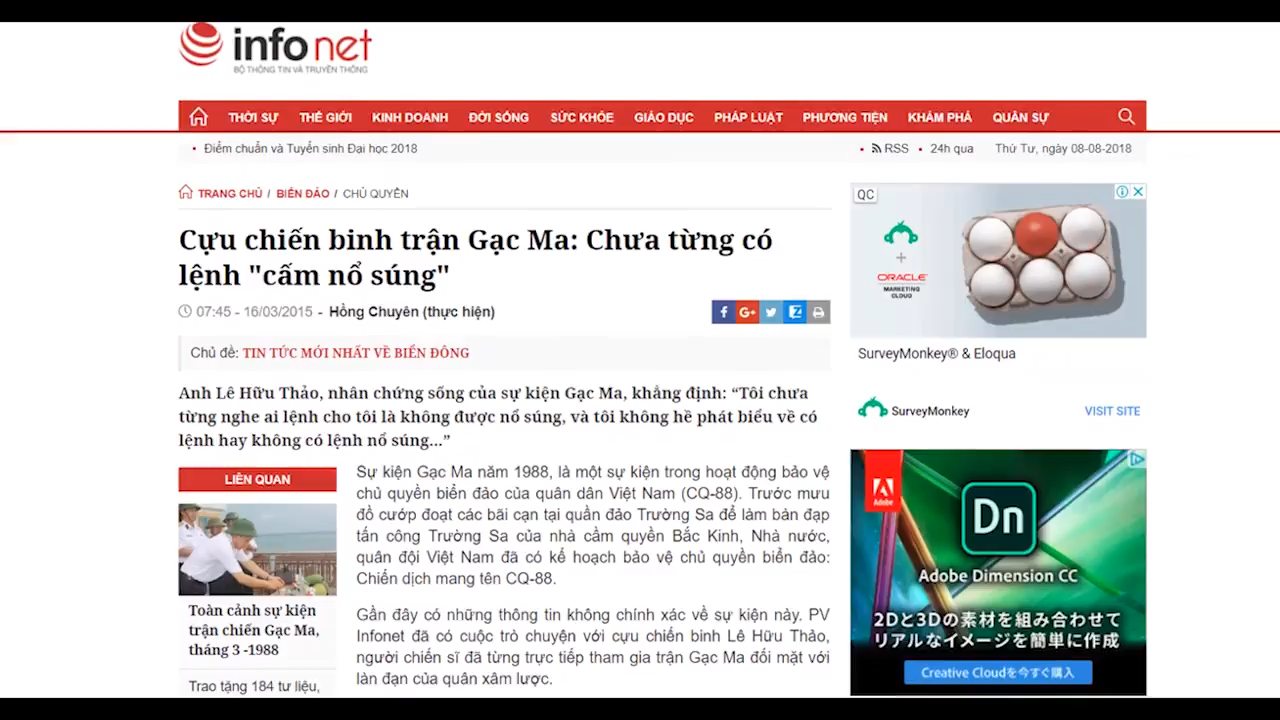 info net
BỘ THÔNG TIN VÀ TRUYỀN THÔNG
THỜI SỰ THẾ GIỚI KINH DOANH ĐỜI SỐNG SỨC KHỎE GIÁO DỤC PHÁP LUẬT PHƯƠNG TIỆN KHÁM PHÁ QUÂN SỰ
• Điểm chuẩn và Tuyển sinh Đại học 2018
• RSS • 24h qua Thứ Tư, ngày 08-08-2018
TRANG CHỦ / BIỂN ĐẢO / CHỦ QUYỀN
Cựu chiến binh trận Gạc Ma: Chưa từng có
lệnh "cấm nổ súng"
07:45 - 16/03/2015 - Hồng Chuyên (thực hiện)
Chủ đề: TIN TỨC MỚI NHẤT VỀ BIỂN ĐÔNG
Anh Lê Hữu Thảo, nhân chứng sống của sự kiện Gạc Ma, khẳng định: “Tôi chưa
từng nghe ai lệnh cho tôi là không được nổ súng, và tôi không hề phát biểu về có
lệnh hay không có lệnh nổ súng...”
LIÊN QUAN
Toàn cảnh sự kiện
trận chiến Gạc Ma,
tháng 3 -1988
Trao tặng 184 tư liệu,
Sự kiện Gạc Ma năm 1988, là một sự kiện trong hoạt động bảo vệ
chủ quyền biển đảo của quân dân Việt Nam (CQ-88). Trước mưu
đồ cướp đoạt các bãi cạn tại quần đảo Trường Sa để làm bàn đạp
tấn công Trường Sa của nhà cầm quyền Bắc Kinh, Nhà nước,
quân đội Việt Nam đã có kế hoạch bảo vệ chủ quyền biển đảo:
Chiến dịch mang tên CQ-88.
Gần đây có những thông tin không chính xác về sự kiện này. PV
Infonet đã có cuộc trò chuyện với cựu chiến binh Lê Hữu Thảo,
người chiến sĩ đã từng trực tiếp tham gia trận Gạc Ma đối mặt với
làn đạn của quân xâm lược.
QC
+
ORACLE
MARKETING
CLOUD
SurveyMonkey® & Eloqua
SurveyMonkey
VISIT SITE
Adobe
Dn
Adobe Dimension CC
2Dと3Dの素材を組み合わせて
リアルなイメージを簡単に作成
Creative Cloudを今すぐ購入